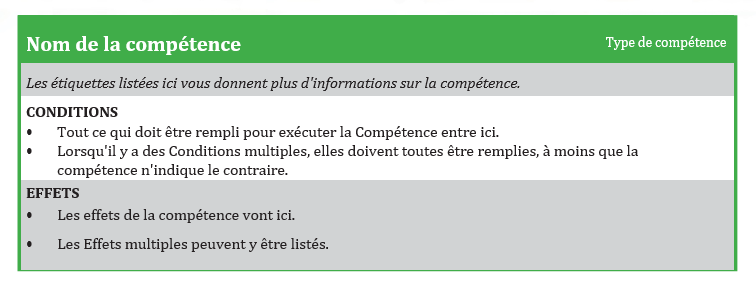 Nom de la compétence
Type de compétence
Les étiquettes listées ici vous donnent plus d'informations sur la compétence.
CONDITIONS
• Tout ce qui doit être rempli pour exécuter la Compétence entre ici.
• Lorsqu'il y a des Conditions multiples, elles doivent toutes être remplies, à moins que la
compétence n'indique le contraire.
EFFETS
• Les effets de la compétence vont ici.
• Les Effets multiples peuvent y être listés.